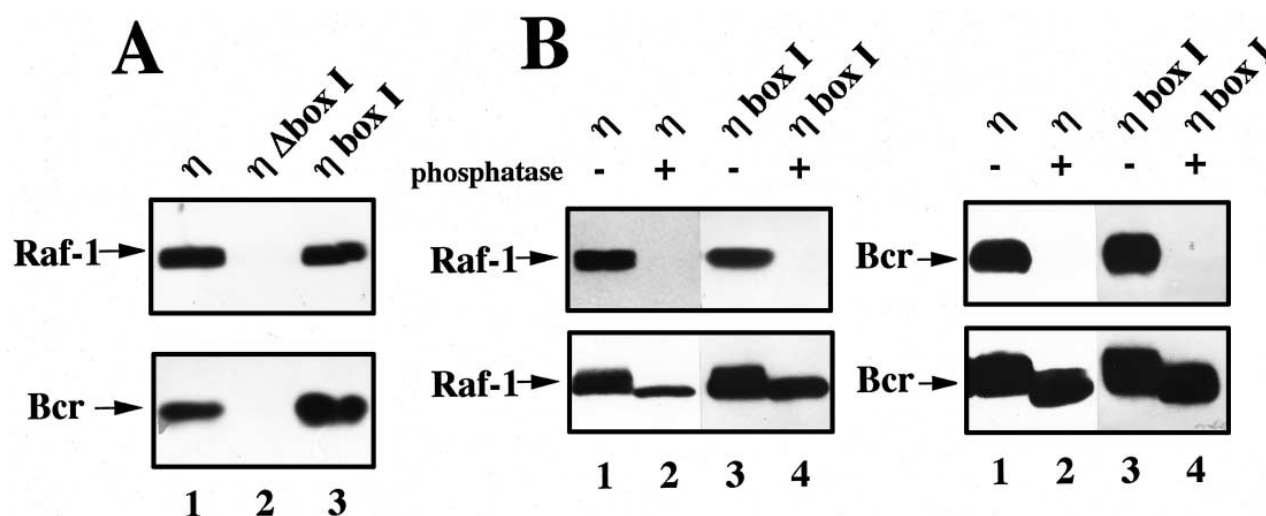 A
B
η η Δbox I η box I
η η η box I η box I
η η η box I η box I
phosphatase - + - +
- + - +
Raf-1
Bcr
Raf-1
Raf-1
Bcr
Bcr
1 2 3
1 2 3 4
1 2 3 4